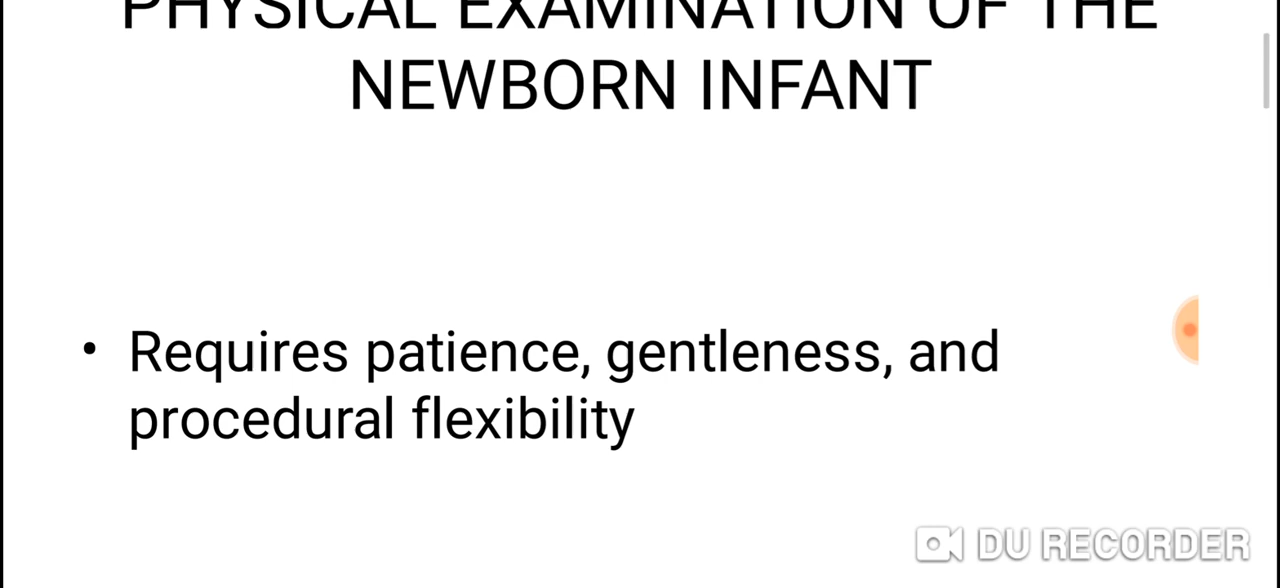 PHYSICAL EXAMINATION OF THE
NEWBORN INFANT
• Requires patience, gentleness, and
procedural flexibility
DU RECORDER